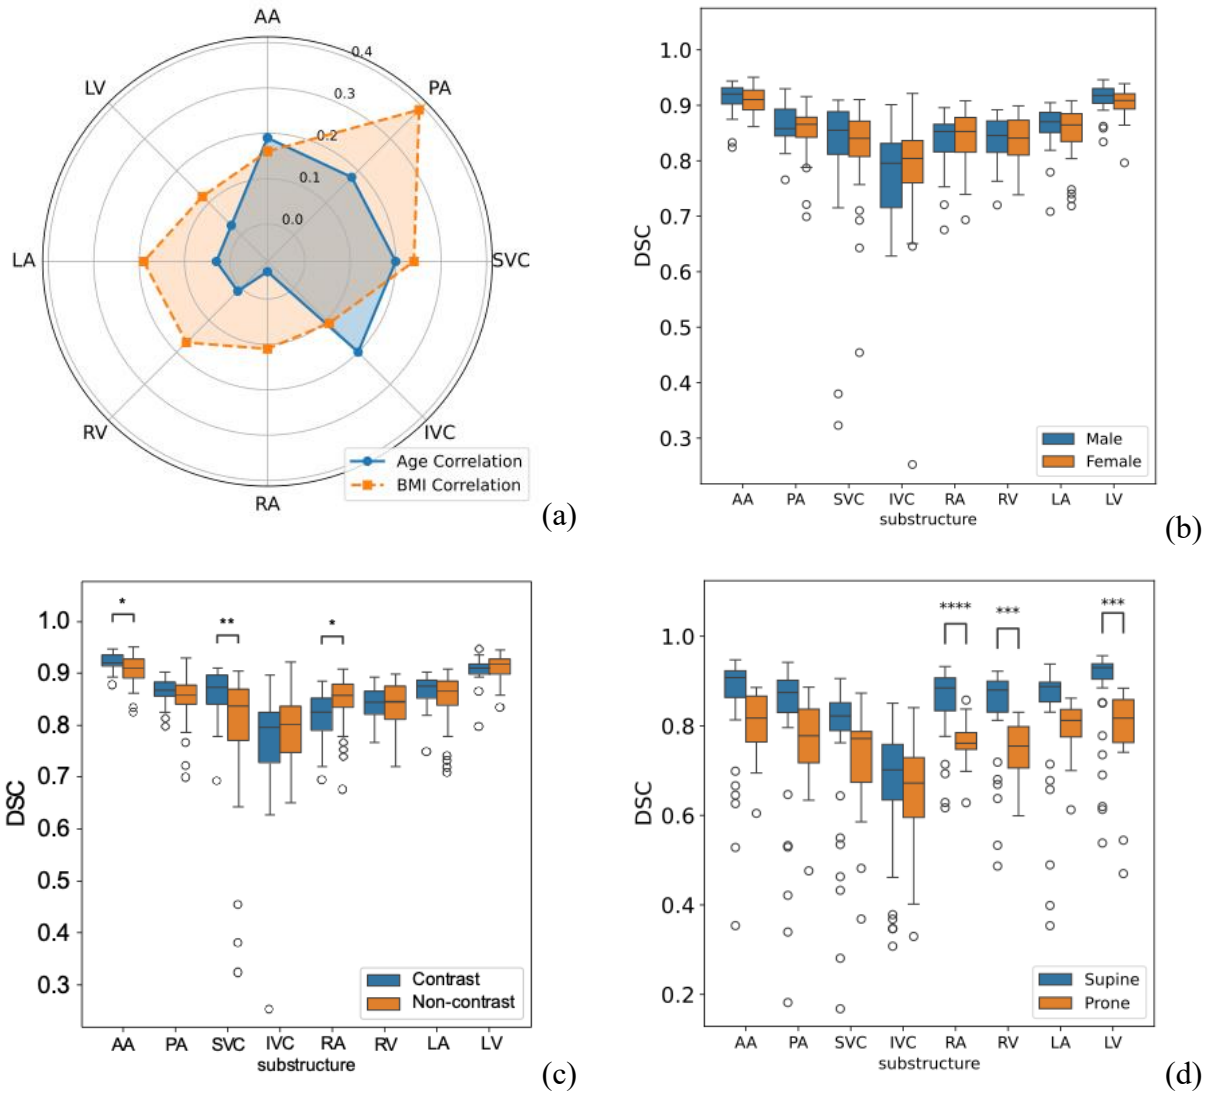 AA
LV
0.4
PA
0.3
0.2
0.1
0.0
LA
SVC
RV
IVC
RA
Age Correlation
BMI Correlation
(a)
1.0
0.9
0.8
0.7
0.6
0.5
0.4
0.3
DSC
Male
Female
AA PA SVC IVC RA RV LA LV
substructure
(b)
* ** *
1.0
0.9
0.8
0.7
0.6
0.5
0.4
0.3
DSC
Contrast
Non-contrast
AA PA SVC IVC RA RV LA LV
substructure
(c)
**** *** ***
1.0
0.8
0.6
0.4
0.2
DSC
Supine
Prone
AA PA SVC IVC RA RV LA LV
substructure
(d)